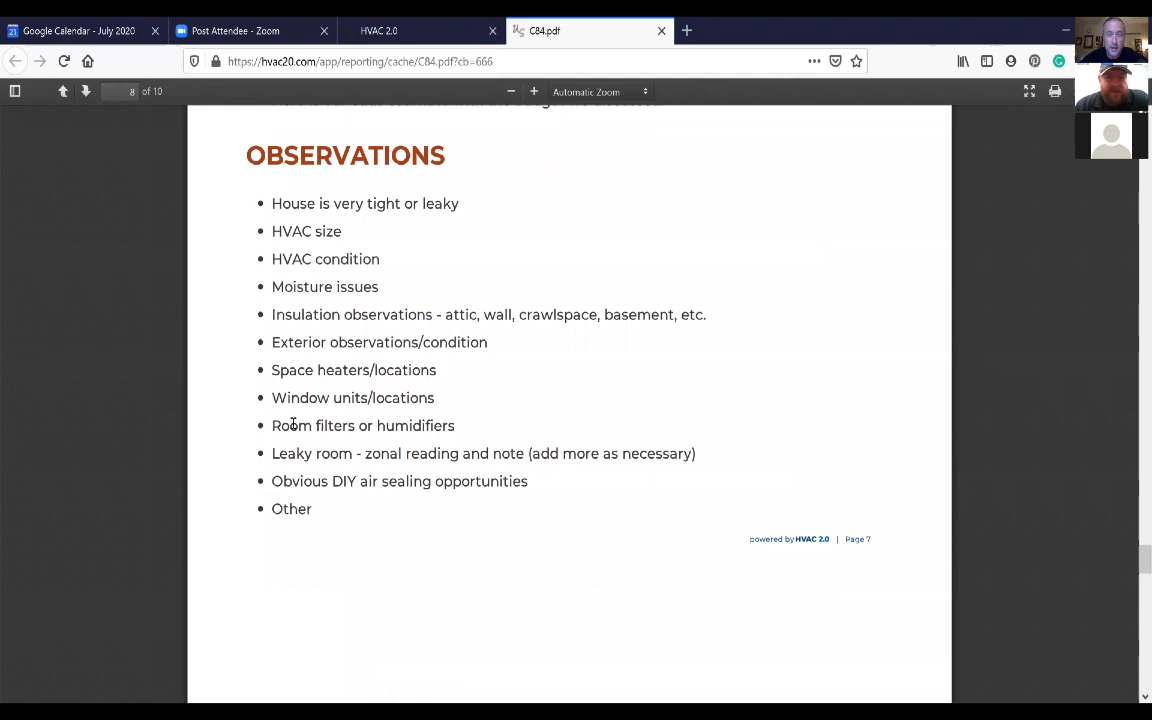 Google Calendar - July 2020
Post Attendee - Zoom
HVAC 2.0
C84.pdf
https://hvac20.com/app/reporting/cache/C84.pdf?cb=666
8 of 10
Automatic Zoom
OBSERVATIONS
• House is very tight or leaky
• HVAC size
• HVAC condition
• Moisture issues
• Insulation observations - attic, wall, crawlspace, basement, etc.
• Exterior observations/condition
• Space heaters/locations
• Window units/locations
• Room filters or humidifiers
• Leaky room - zonal reading and note (add more as necessary)
• Obvious DIY air sealing opportunities
• Other
powered by HVAC 2.0 | Page 7